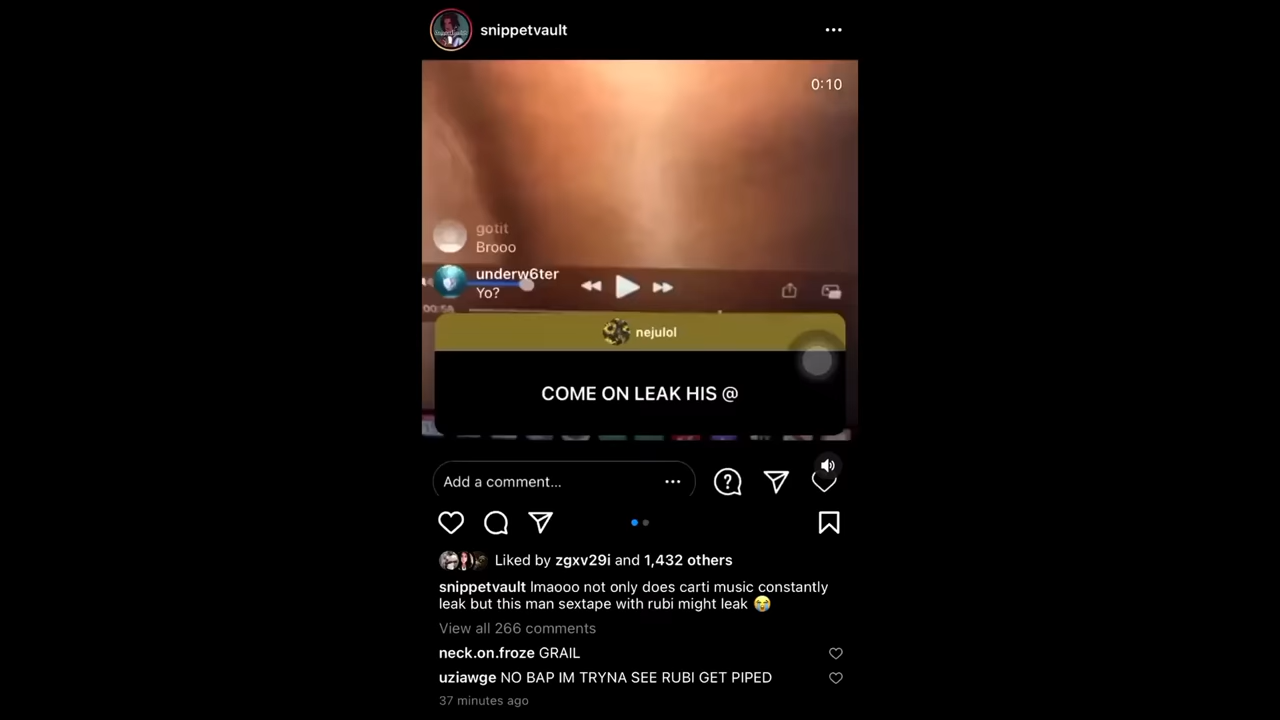 snippetvault
0:10
gotit
Brooo
underw6ter
Yo?
00:58
nejulol
COME ON LEAK HIS @
Add a comment...
Liked by zgxv29i and 1,432 others
snippetvault lmaooo not only does carti music constantly
leak but this man sextape with rubi might leak 😭
View all 266 comments
neck.on.froze GRAIL
uziawge NO BAP IM TRYNA SEE RUBI GET PIPED
37 minutes ago